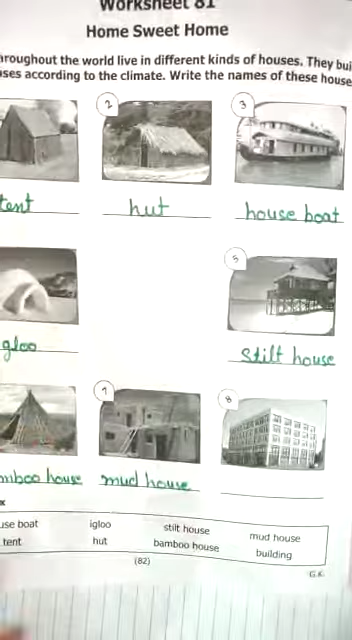 Worksheet 81
Home Sweet Home
aroughout the world live in different kinds of houses. They bui
uses according to the climate. Write the names of these house
2 3
tent hut house boat
5
gloo stilt house
7 8
mboo house mud house
use boat igloo stilt house mud house
tent hut bamboo house building
(82)
G.K.